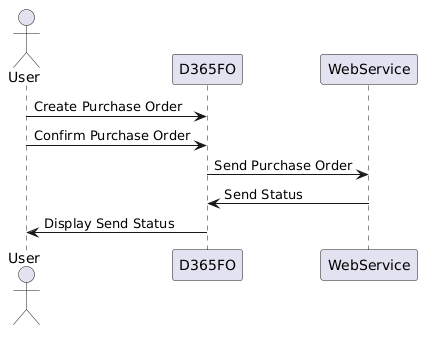 User
D365FO
WebService
Create Purchase Order
Confirm Purchase Order
Send Purchase Order
Send Status
Display Send Status
User
D365FO
WebService